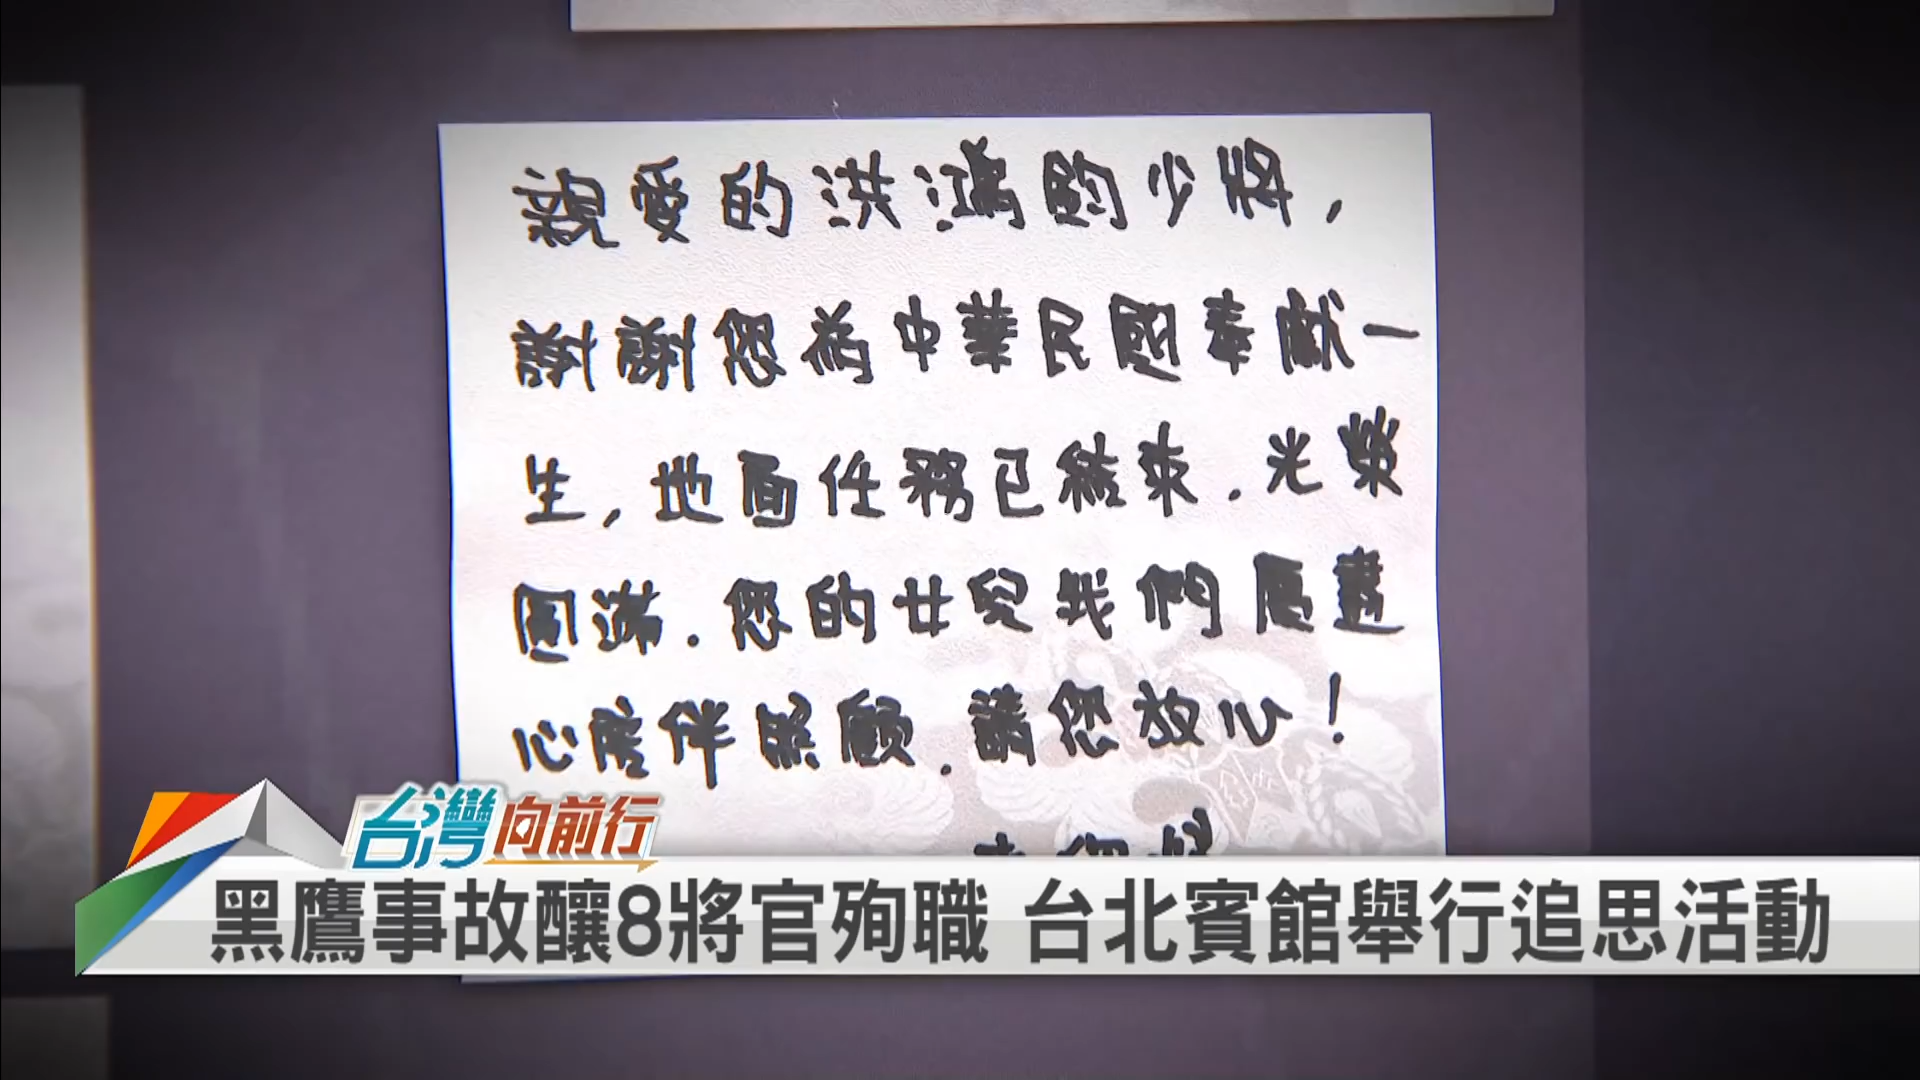 親愛的洪鴻鈞少將，
謝謝您為中華民國奉獻一
生，地面任務已結束．光榮
圓滿．您的女兒我們盡
心陪伴照顧．讓您放心！
台灣向前行
黑鷹事故釀8將官殉職 台北賓館舉行追思活動